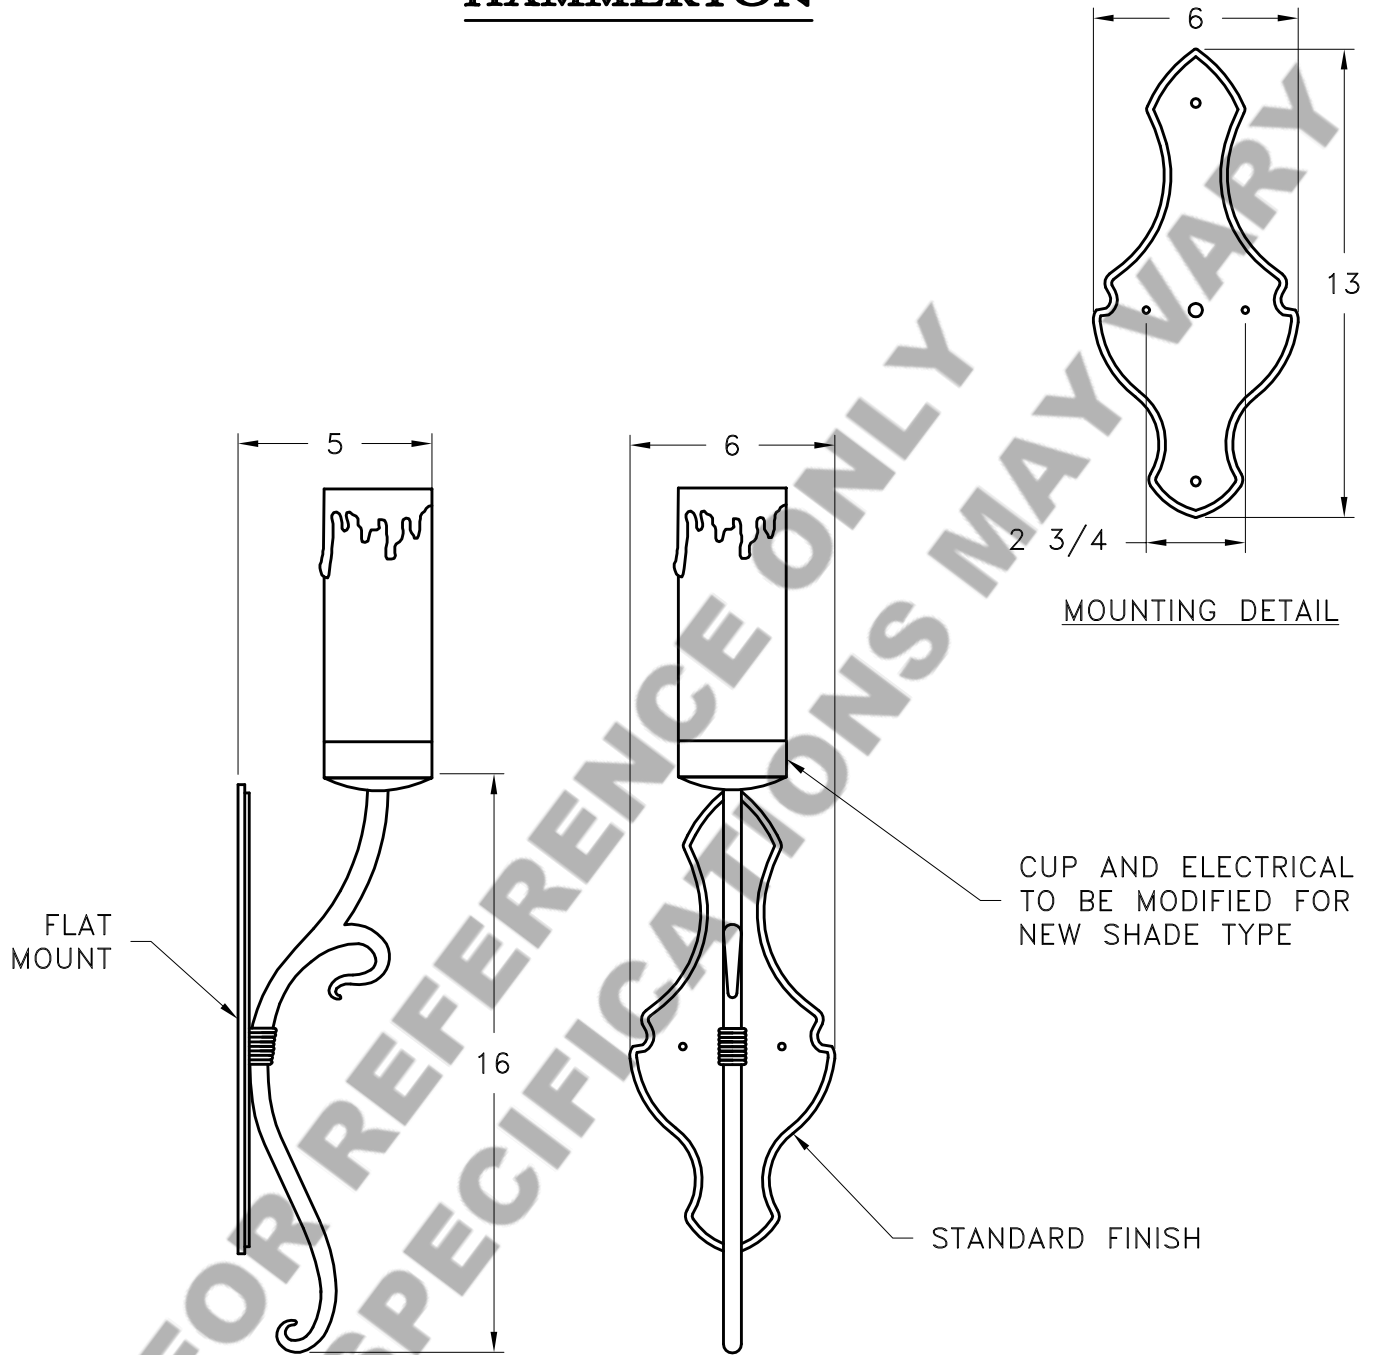 HAMMERTON
6
13
2 3/4
MOUNTING DETAIL
5
6
FLAT
MOUNT
16
CUP AND ELECTRICAL
TO BE MODIFIED FOR
NEW SHADE TYPE
STANDARD FINISH
FOR REFERENCE ONLY
SPECIFICATIONS MAY VARY